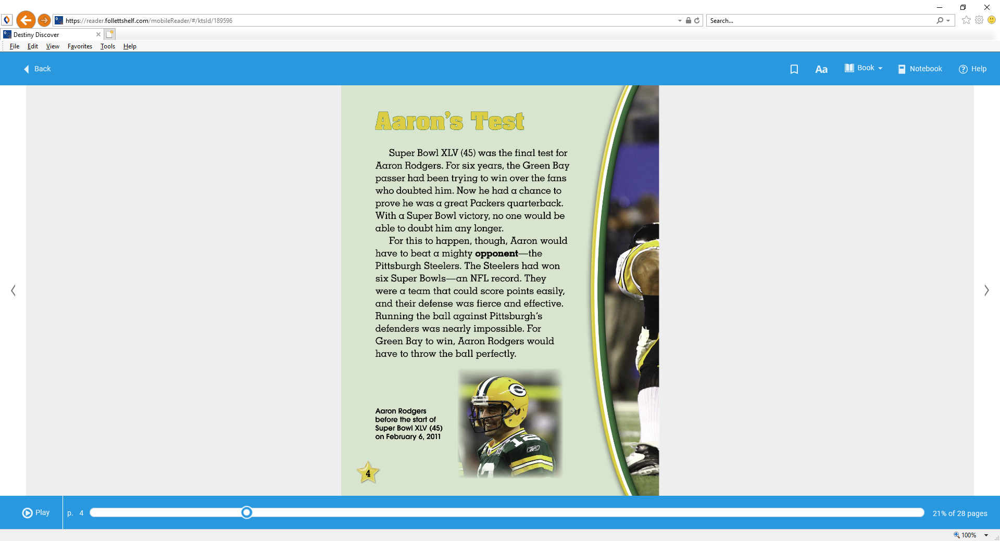 https://reader.follettshelf.com/mobileReader/#/ktsId/189596
Search...
Destiny Discover
File Edit View Favorites Tools Help
Back
Aa
Book
Notebook
Help
Aaron's Test
Super Bowl XLV (45) was the final test for
Aaron Rodgers. For six years, the Green Bay
passer had been trying to win over the fans
who doubted him. Now he had a chance to
prove he was a great Packers quarterback.
With a Super Bowl victory, no one would be
able to doubt him any longer.
For this to happen, though, Aaron would
have to beat a mighty opponent—the
Pittsburgh Steelers. The Steelers had won
six Super Bowls—an NFL record. They
were a team that could score points easily,
and their defense was fierce and effective.
Running the ball against Pittsburgh's
defenders was nearly impossible. For
Green Bay to win, Aaron Rodgers would
have to throw the ball perfectly.
G
12
Aaron Rodgers
before the start of
Super Bowl XLV (45)
on February 6, 2011
4
Play
p. 4
21% of 28 pages
100%